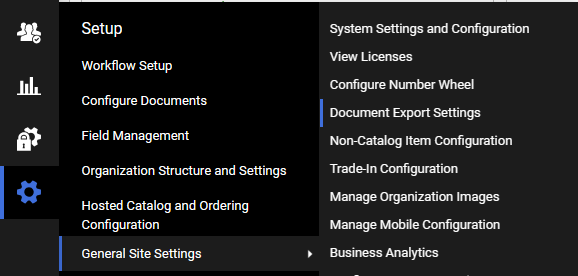 Setup
Workflow Setup
Configure Documents
Field Management
Organization Structure and Settings
Hosted Catalog and Ordering
Configuration
General Site Settings
System Settings and Configuration
View Licenses
Configure Number Wheel
Document Export Settings
Non-Catalog Item Configuration
Trade-In Configuration
Manage Organization Images
Manage Mobile Configuration
Business Analytics